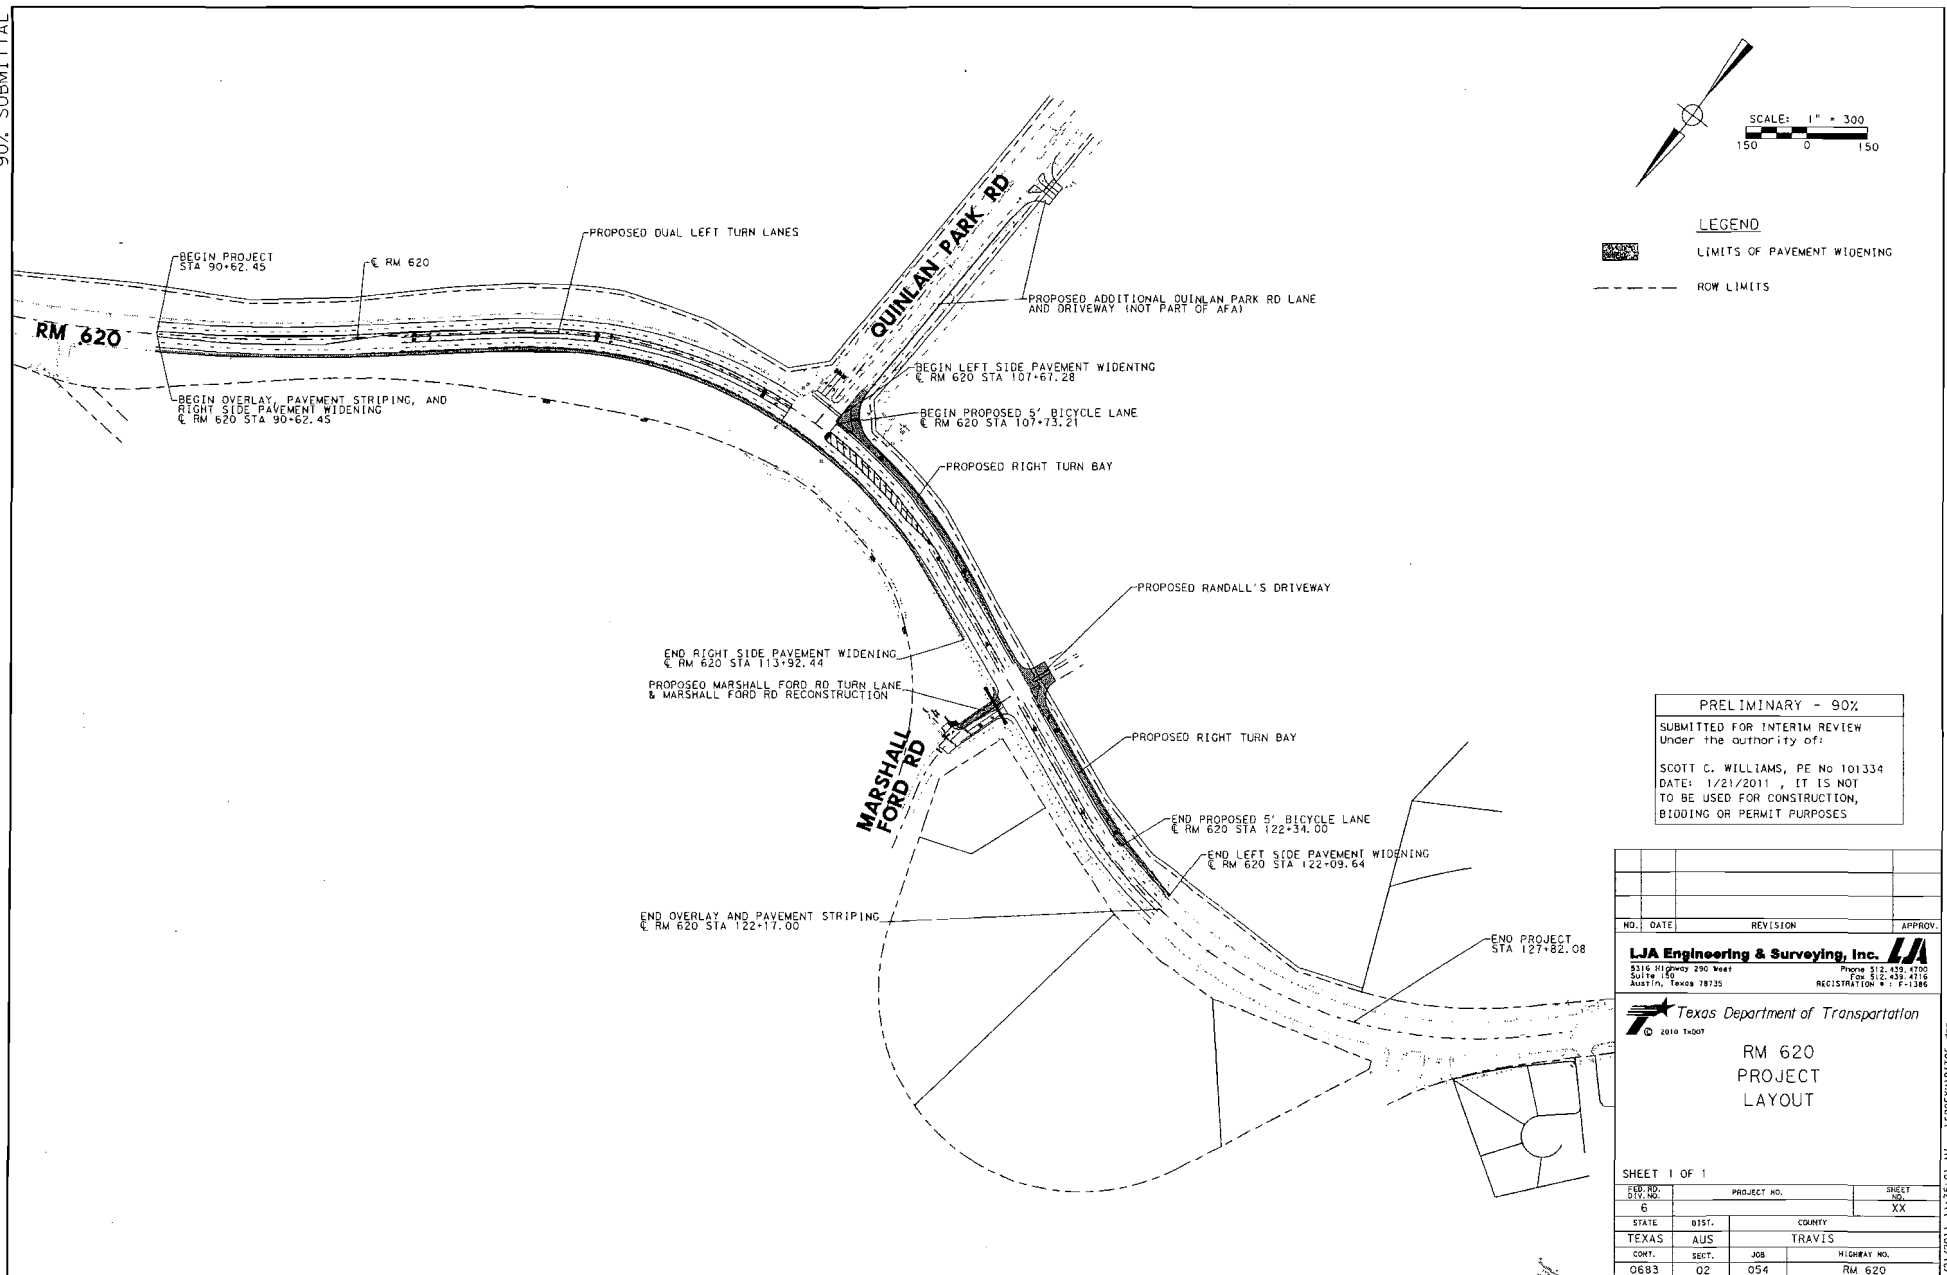 90% SUBMITTAL
SCALE: 1" = 300
150 0 150
LEGEND
LIMITS OF PAVEMENT WIDENING
ROW LIMITS
PROPOSED DUAL LEFT TURN LANES
BEGIN PROJECT
STA 90+62.45
℄ RM 620
RM 620
QUINLAN PARK RD
PROPOSED ADDITIONAL QUINLAN PARK RD LANE
AND DRIVEWAY (NOT PART OF AFA)
BEGIN LEFT SIDE PAVEMENT WIDENTNG
℄ RM 620 STA 107+67.28
BEGIN OVERLAY, PAVEMENT STRIPING, AND
RIGHT SIDE PAVEMENT WIDENING
℄ RM 620 STA 90+62.45
BEGIN PROPOSED 5' BICYCLE LANE
℄ RM 620 STA 107+73.21
PROPOSED RIGHT TURN BAY
PROPOSED RANDALL'S DRIVEWAY
END RIGHT SIDE PAVEMENT WIDENING
℄ RM 620 STA 113+92.44
PROPOSED MARSHALL FORD RD TURN LANE
& MARSHALL FORD RD RECONSTRUCTION
MARSHALL
FORD RD
PROPOSED RIGHT TURN BAY
END PROPOSED 5' BICYCLE LANE
℄ RM 620 STA 122+34.00
END LEFT SIDE PAVEMENT WIDENING
℄ RM 620 STA 122+09.64
END OVERLAY AND PAVEMENT STRIPING
℄ RM 620 STA 122+17.00
END PROJECT
STA 127+82.08
PRELIMINARY - 90%
SUBMITTED FOR INTERIM REVIEW
Under the authority of:
SCOTT C. WILLIAMS, PE No 101334
DATE: 1/21/2011 , IT IS NOT
TO BE USED FOR CONSTRUCTION,
BIDDING OR PERMIT PURPOSES
NO. DATE REVISION APPROV.
LJA Engineering & Surveying, Inc. LJA
5316 Highway 290 West Phone 512.439.4700
Suite 150 Fax 512.439.4716
Austin, Texas 78735 REGISTRATION # : F-1386
Texas Department of Transportation
© 2010 TxDOT
RM 620
PROJECT
LAYOUT
SHEET 1 OF 1
FED.RD. DIV.NO. PROJECT NO. SHEET NO.
6 XX
STATE DIST. COUNTY
TEXAS AUS TRAVIS
CONT. SECT. JOB HIGHWAY NO.
0683 02 054 RM 620